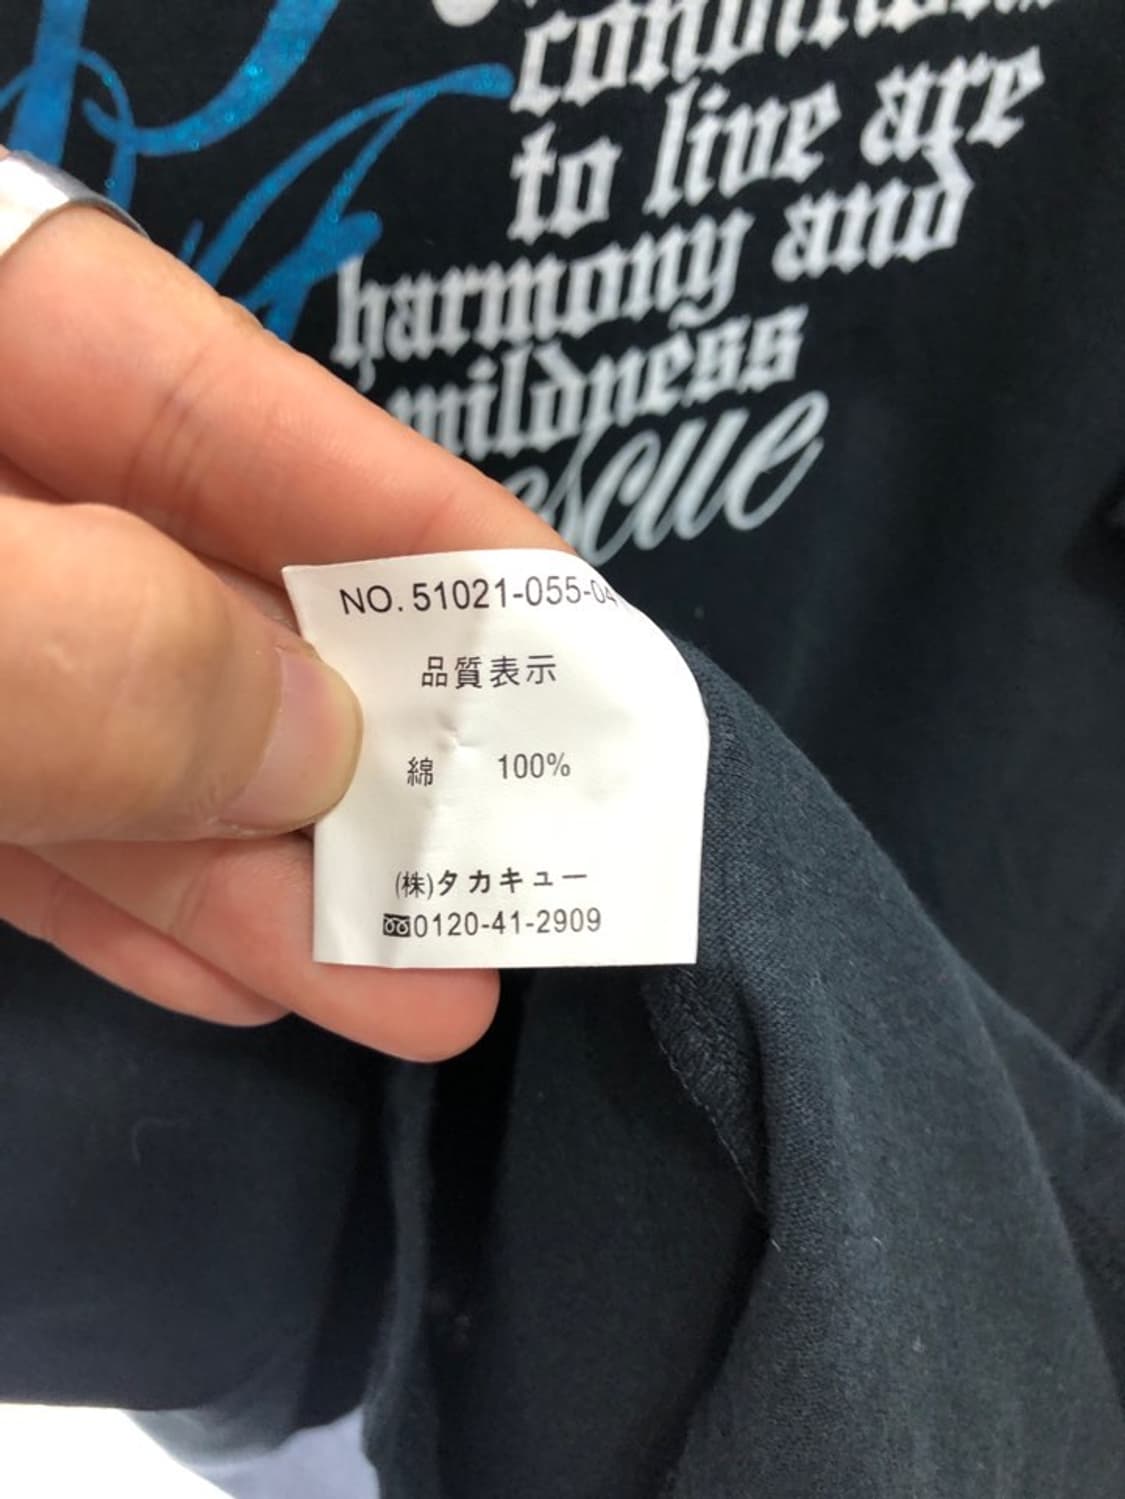 to live are
harmony and
mildness
NO. 51021-055-04
品質表示
綿 100%
(株)タカキュー
0120-41-2909